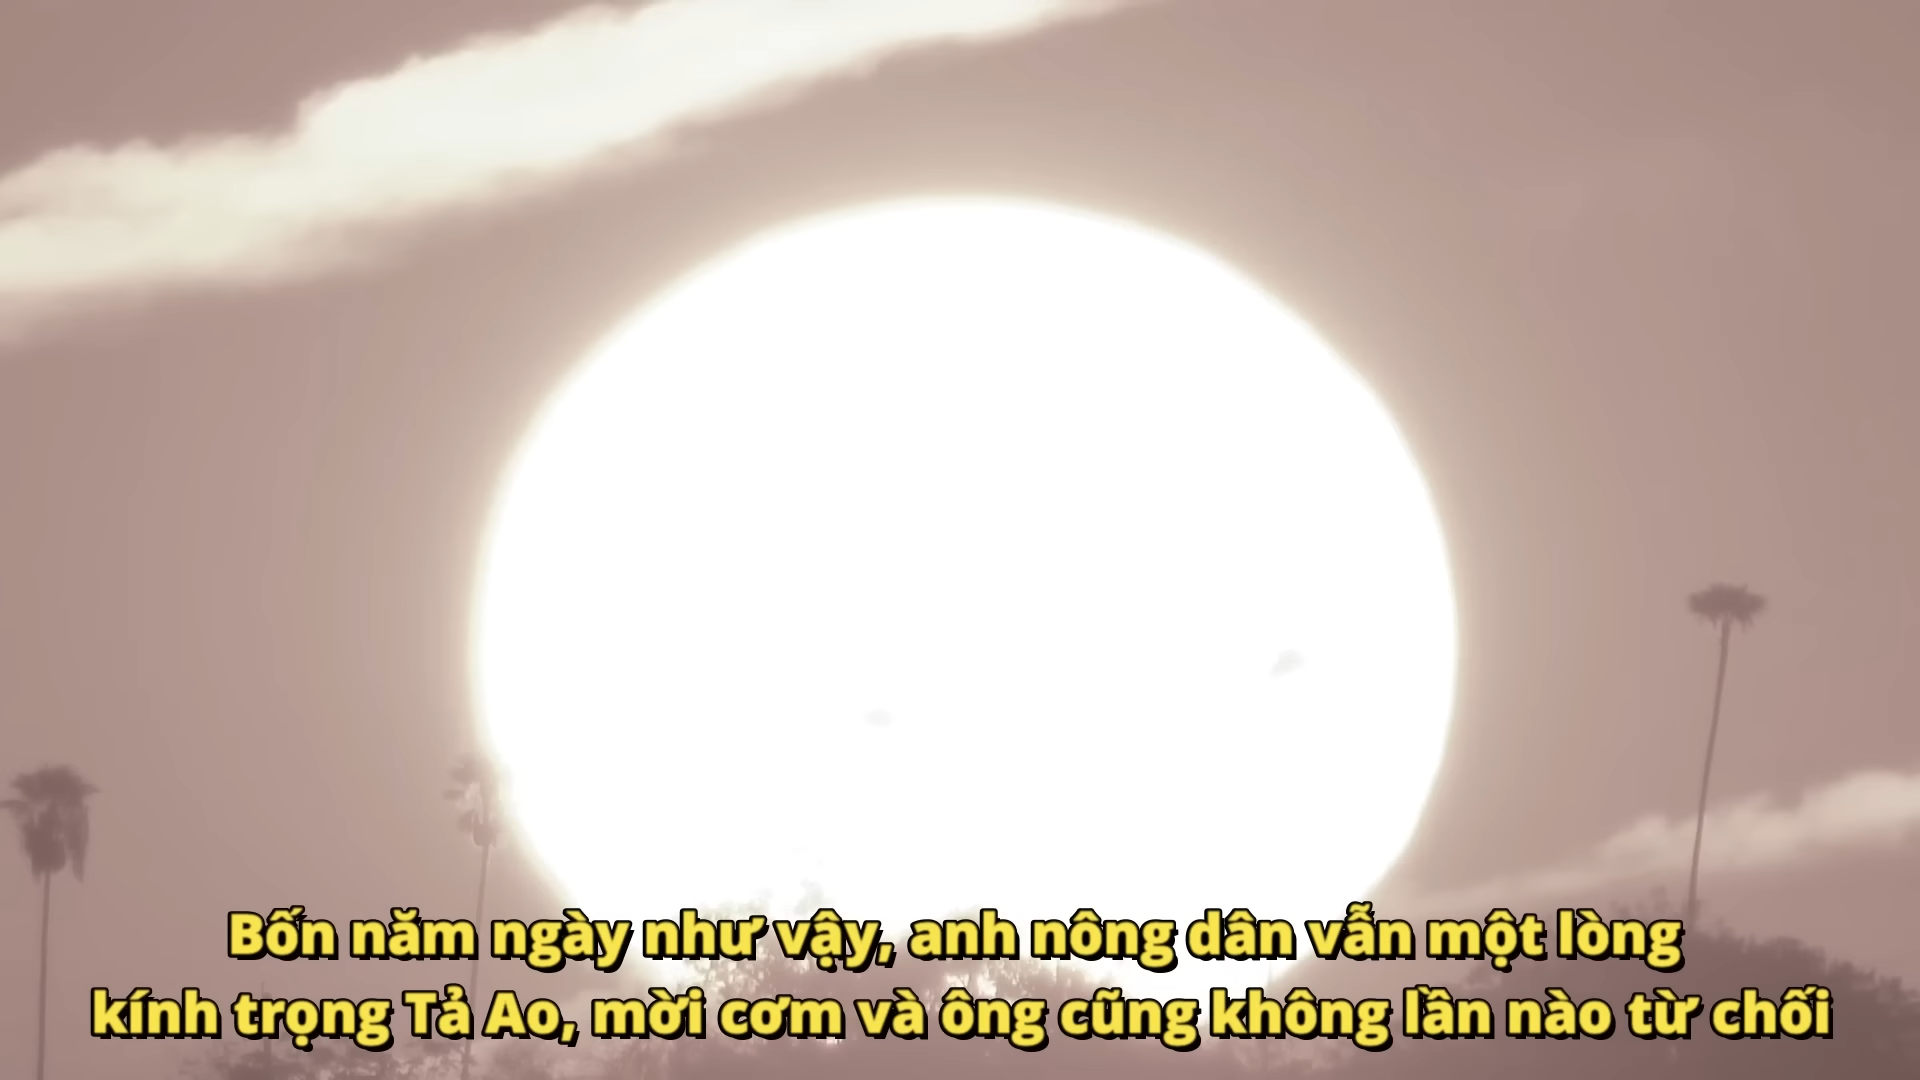 Bốn năm ngày như vậy, anh nông dân vẫn một lòng
kính trọng Tả Ao, mời cơm và ông cũng không lần nào từ chối